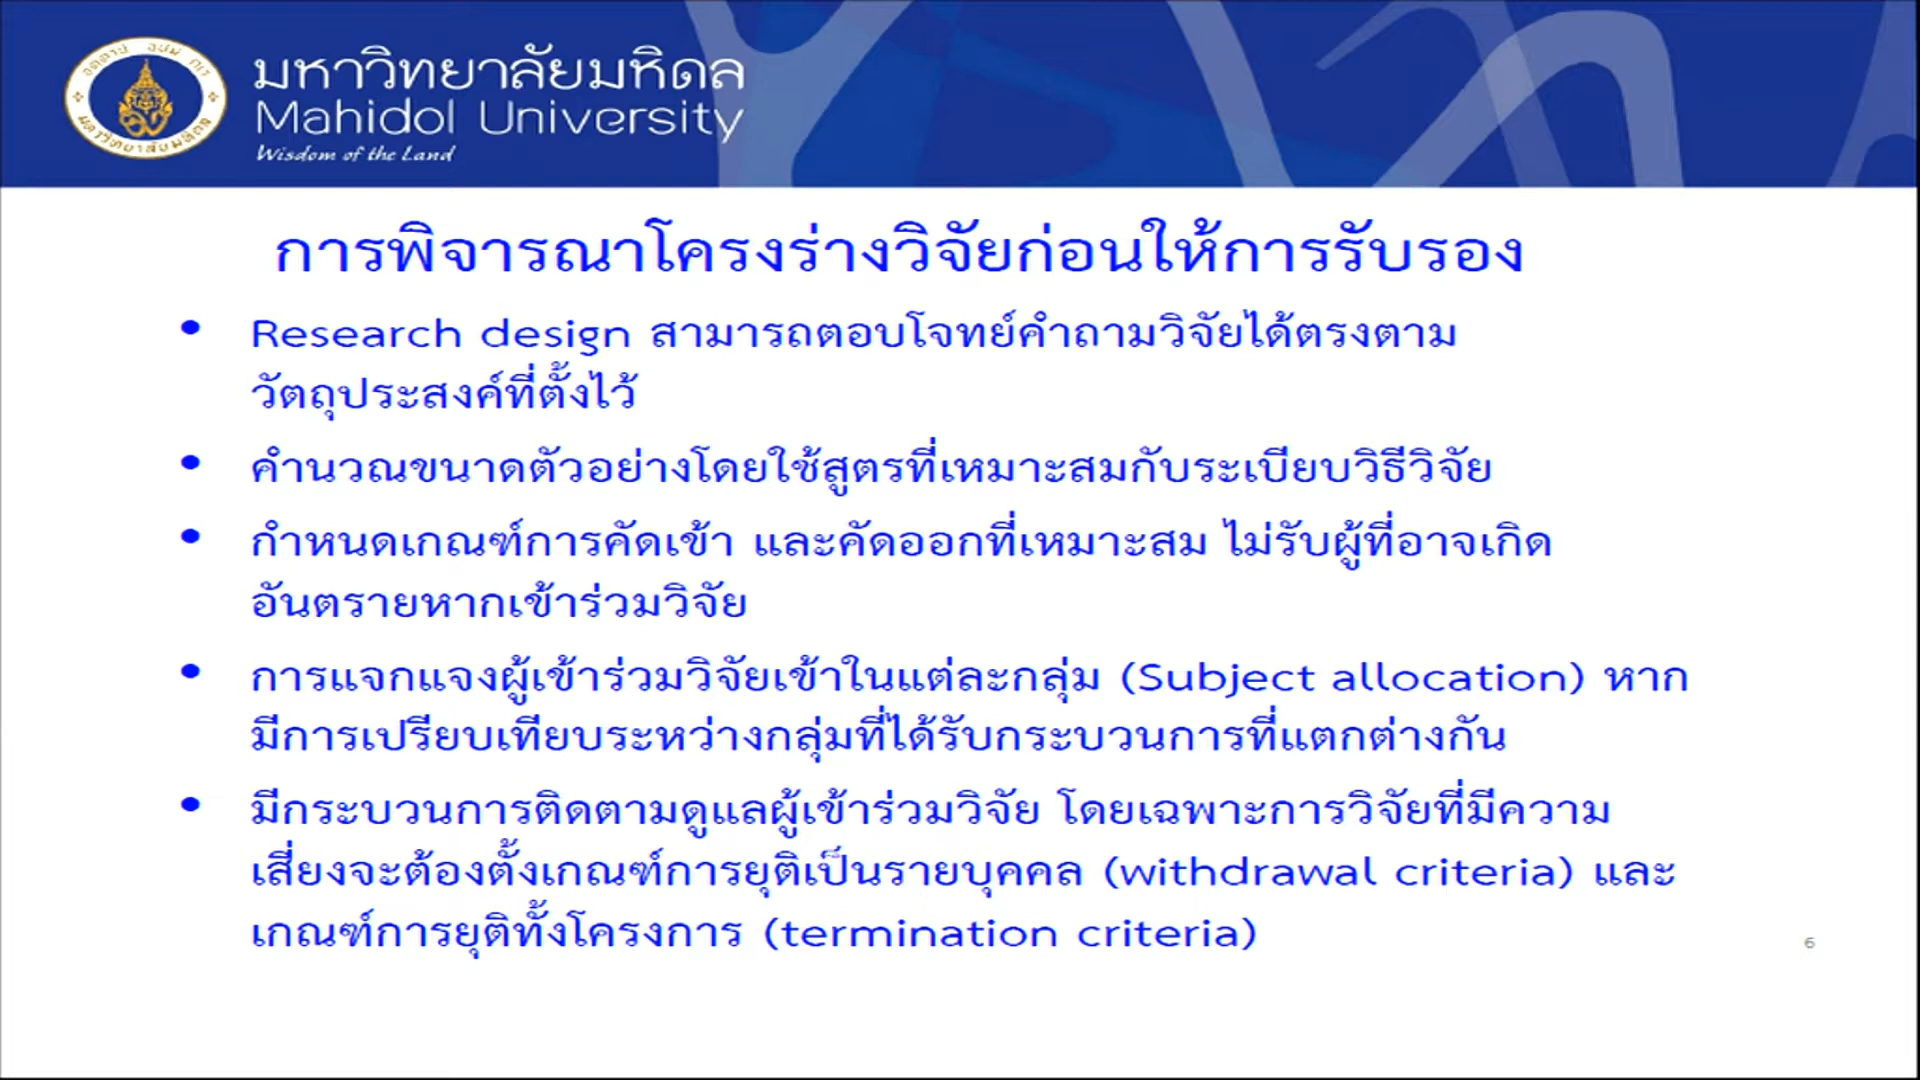 มหาวิทยาลัยมหิดล
Mahidol University
Wisdom of the Land
การพิจารณาโครงร่างวิจัยก่อนให้การรับรอง
• Research design สามารถตอบโจทย์คำถามวิจัยได้ตรงตาม
วัตถุประสงค์ที่ตั้งไว้
• คำนวณขนาดตัวอย่างโดยใช้สูตรที่เหมาะสมกับระเบียบวิธีวิจัย
• กำหนดเกณฑ์การคัดเข้า และคัดออกที่เหมาะสม ไม่รับผู้ที่อาจเกิด
อันตรายหากเข้าร่วมวิจัย
• การแจกแจงผู้เข้าร่วมวิจัยเข้าในแต่ละกลุ่ม (Subject allocation) หาก
มีการเปรียบเทียบระหว่างกลุ่มที่ได้รับกระบวนการที่แตกต่างกัน
• มีกระบวนการติดตามดูแลผู้เข้าร่วมวิจัย โดยเฉพาะการวิจัยที่มีความ
เสี่ยงจะต้องตั้งเกณฑ์การยุติเป็นรายบุคคล (withdrawal criteria) และ
เกณฑ์การยุติทั้งโครงการ (termination criteria)
6